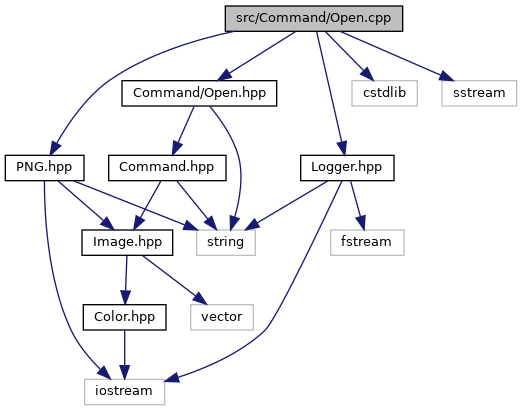 src/Command/Open.cpp
Command/Open.hpp
cstdlib
sstream
PNG.hpp
Command.hpp
Logger.hpp
Image.hpp
string
fstream
Color.hpp
vector
iostream